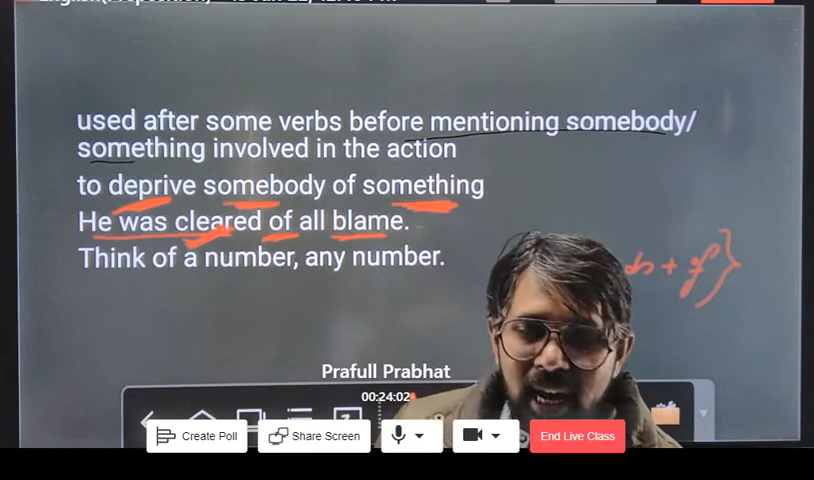 used after some verbs before mentioning somebody/
something involved in the action
to deprive somebody of something
He was cleared of all blame.
Think of a number, any number.
Prafull Prabhat
00:24:02
Create Poll
Share Screen
End Live Class